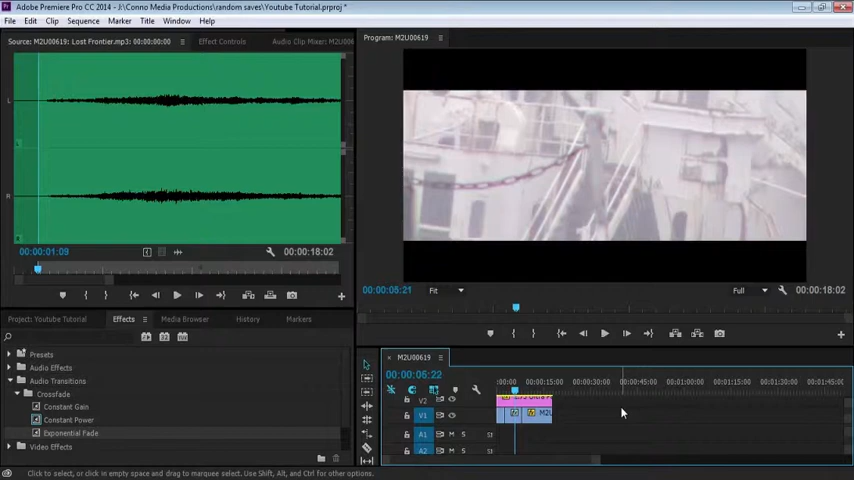 Adobe Premiere Pro CC 2014 - J:\Conno Media Productions\random saves\Youtube Tutorial.prproj *
File Edit Clip Sequence Marker Title Window Help
Source: M2U00619: Lost Frontier.mp3: 00:00:00:00 Effect Controls Audio Clip Mixer: M2U00619
Program: M2U00619
L
R
00:00:01:09 00:00:18:02
00:00:05:21 Fit Full 00:00:18:02
Project: Youtube Tutorial Effects Media Browser History Markers
Presets
Audio Effects
Audio Transitions
Crossfade
Constant Gain
Constant Power
Exponential Fade
Video Effects
M2U00619
00:00:05:22
:00:00 00:00:15:00 00:00:30:00 00:00:45:00 00:01:00:00 00:01:15:00 00:01:30:00 00:01:45:00
V2
V1 M2U
A1 M S
A2 M S
Click to select, or click in empty space and drag to marquee select. Use Shift, Alt, and Ctrl for other options.